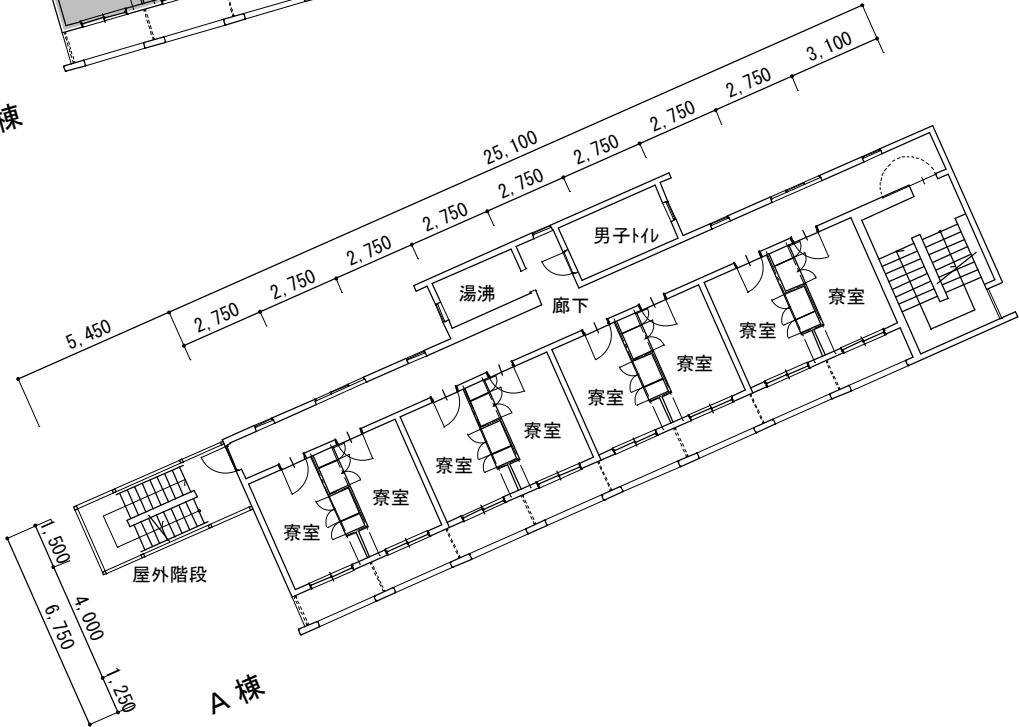 棟
25,100
5,450
2,750
2,750
2,750
2,750
2,750
2,750
2,750
2,750
3,100
男子トイレ
湯沸
廊下
寮室
寮室
寮室
寮室
寮室
寮室
寮室
寮室
屋外階段
1,500
4,000
1,250
6,750
A 棟